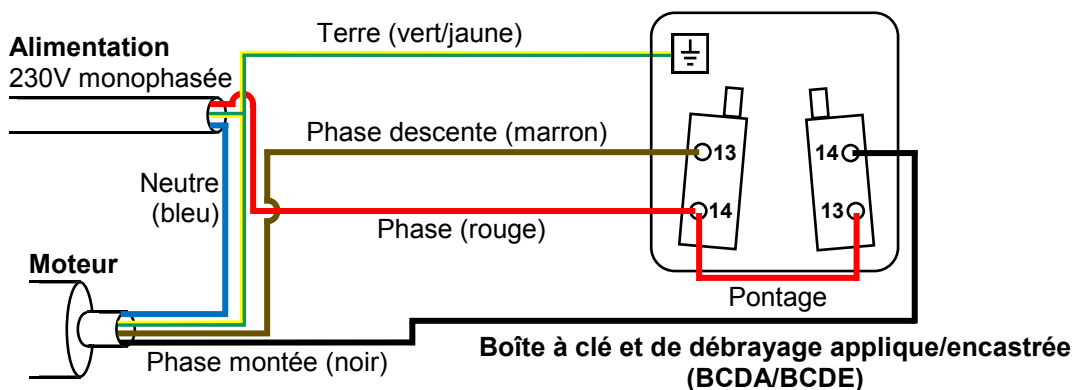 Terre (vert/jaune)
Alimentation
230V monophasée
Phase descente (marron)
13
14
Neutre
(bleu)
14
13
Phase (rouge)
Moteur
Pontage
Phase montée (noir)
Boîte à clé et de débrayage applique/encastrée
(BCDA/BCDE)